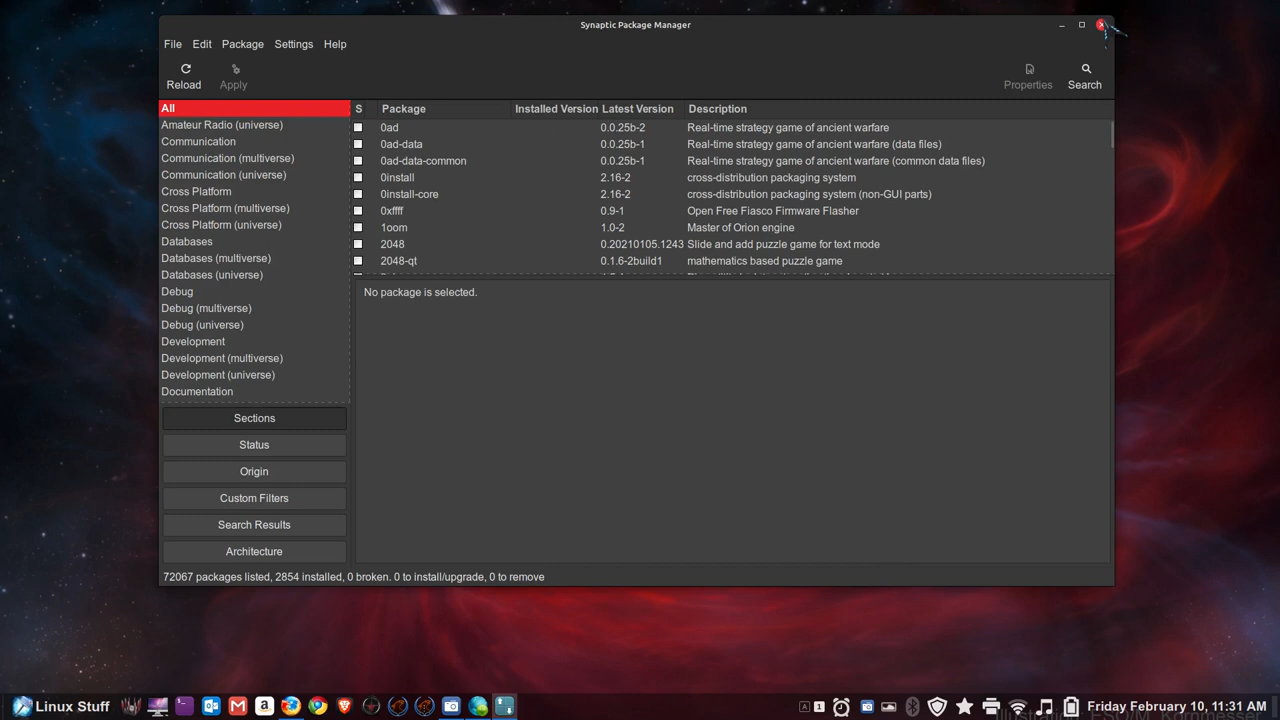 Synaptic Package Manager
File Edit Package Settings Help
Reload Apply Properties Search
All
Amateur Radio (universe)
Communication
Communication (multiverse)
Communication (universe)
Cross Platform
Cross Platform (multiverse)
Cross Platform (universe)
Databases
Databases (multiverse)
Databases (universe)
Debug
Debug (multiverse)
Debug (universe)
Development
Development (multiverse)
Development (universe)
Documentation
Sections
Status
Origin
Custom Filters
Search Results
Architecture
S Package Installed Version Latest Version Description
0ad 0.0.25b-2 Real-time strategy game of ancient warfare
0ad-data 0.0.25b-1 Real-time strategy game of ancient warfare (data files)
0ad-data-common 0.0.25b-1 Real-time strategy game of ancient warfare (common data files)
0install 2.16-2 cross-distribution packaging system
0install-core 2.16-2 cross-distribution packaging system (non-GUI parts)
0xffff 0.9-1 Open Free Fiasco Firmware Flasher
1oom 1.0-2 Master of Orion engine
2048 0.20210105.1243 Slide and add puzzle game for text mode
2048-qt 0.1.6-2build1 mathematics based puzzle game
No package is selected.
72067 packages listed, 2854 installed, 0 broken. 0 to install/upgrade, 0 to remove
Linux Stuff A 1 Friday February 10, 11:31 AM